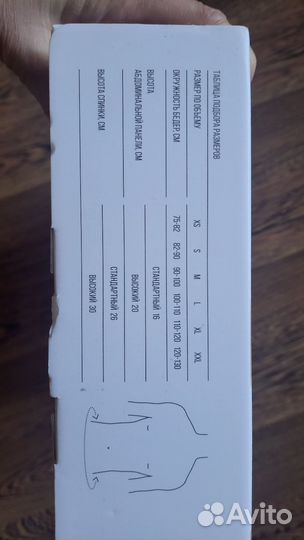 ТАБЛИЦА ПОДБОРА РАЗМЕРОВ
РАЗМЕР ПО ОБЪЕМУ XS S M L XL XXL
ОКРУЖНОСТЬ БЕДЕР, СМ 75-82 82-90 90-100 100-110 110-120 120-130
ВЫСОТА
АБДОМИНАЛЬНОЙ ПАНЕЛИ, СМ
СТАНДАРТНЫЙ 16
ВЫСОКИЙ 20
ВЫСОТА СПИНКИ, СМ
СТАНДАРТНЫЙ 26
ВЫСОКИЙ 30
Avito